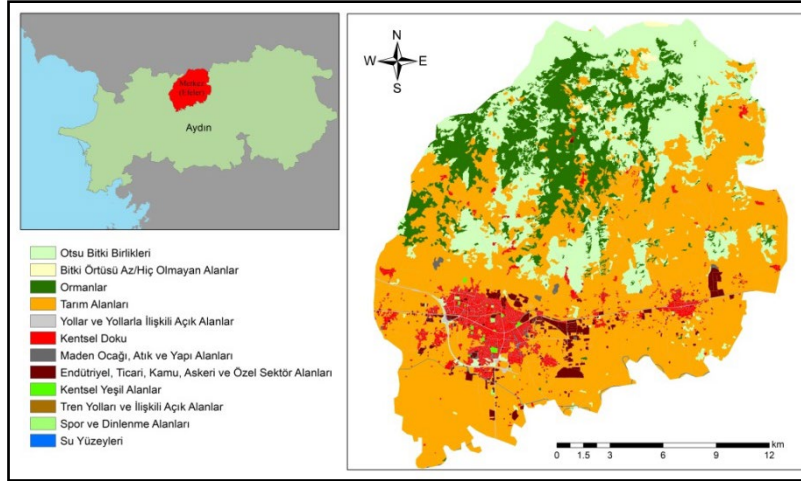 Merkez
(Efeler)
Aydın
Otsu Bitki Birlikleri
Bitki Örtüsü Az/Hiç Olmayan Alanlar
Ormanlar
Tarım Alanları
Yollar ve Yollarla İlişkili Açık Alanlar
Kentsel Doku
Maden Ocağı, Atık ve Yapı Alanları
Endütriyel, Ticari, Kamu, Askeri ve Özel Sektör Alanları
Kentsel Yeşil Alanlar
Tren Yolları ve İlişkili Açık Alanlar
Spor ve Dinlenme Alanları
Su Yüzeyleri
N
W E
S
km
0 1.5 3 6 9 12